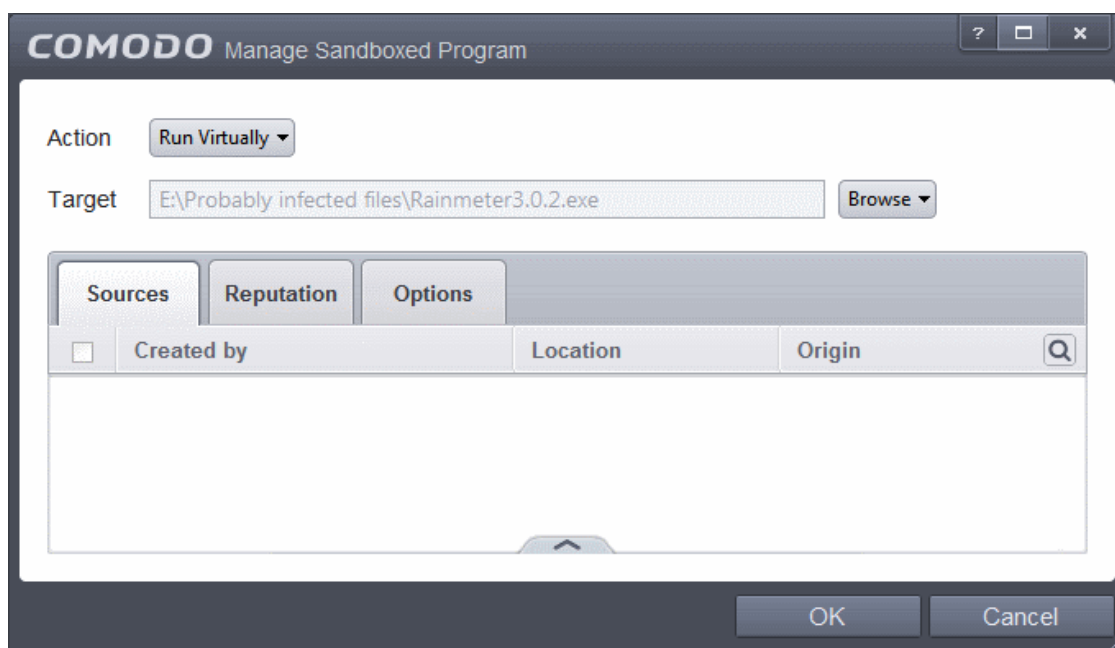 COMODO Manage Sandboxed Program ? ×
Action Run Virtually
Target E:\Probably infected files\Rainmeter3.0.2.exe Browse
Sources Reputation Options
Created by Location Origin
OK Cancel